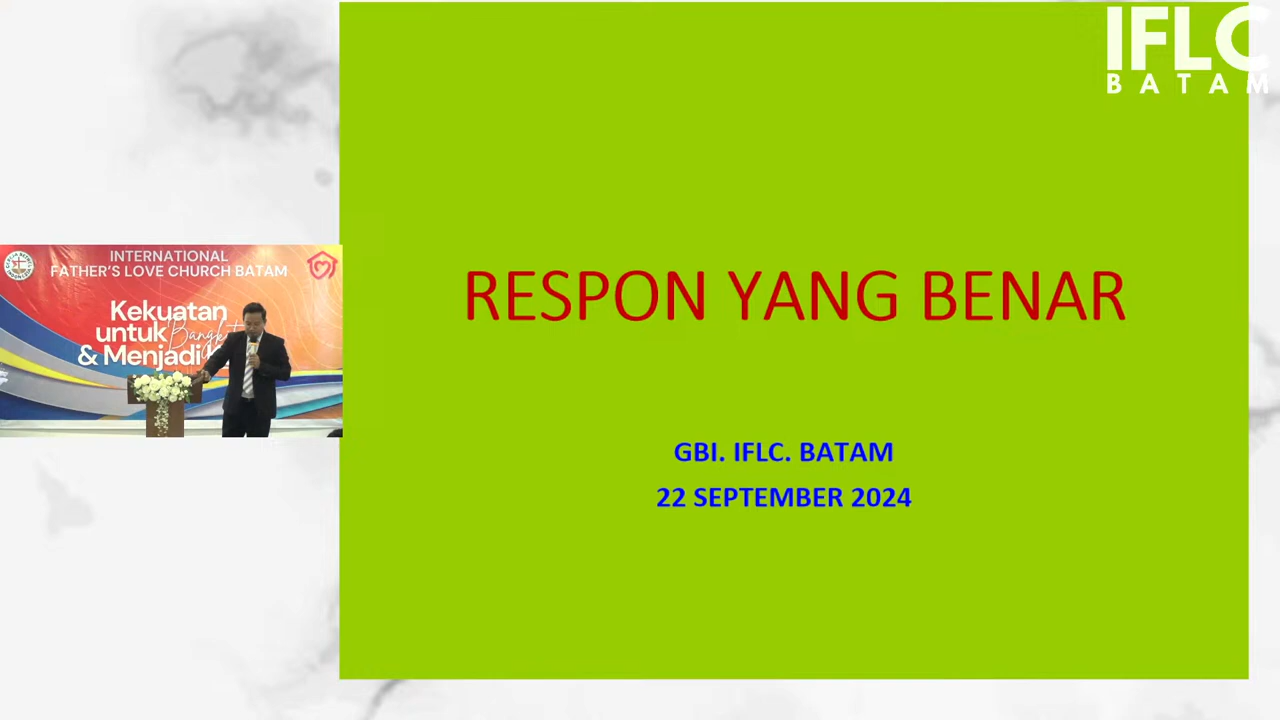 IFLC
BATAM
INTERNATIONAL
FATHER'S LOVE CHURCH BATAM
Kekuatan
untuk Bangkit
& Menjadi
RESPON YANG BENAR
GBI. IFLC. BATAM
22 SEPTEMBER 2024